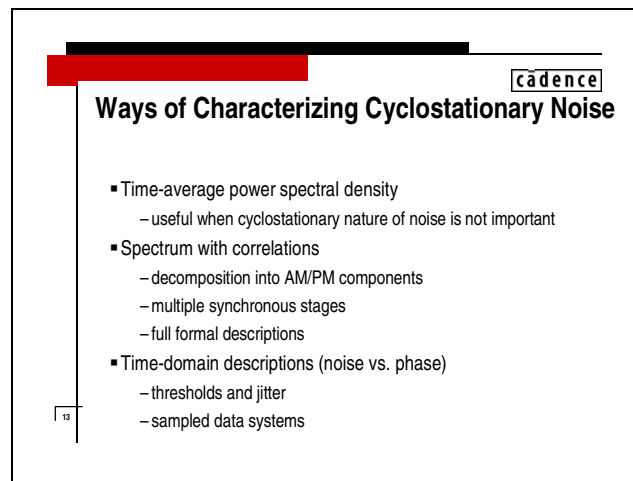 cādence
Ways of Characterizing Cyclostationary Noise
▪ Time-average power spectral density
– useful when cyclostationary nature of noise is not important
▪ Spectrum with correlations
– decomposition into AM/PM components
– multiple synchronous stages
– full formal descriptions
▪ Time-domain descriptions (noise vs. phase)
– thresholds and jitter
– sampled data systems
13